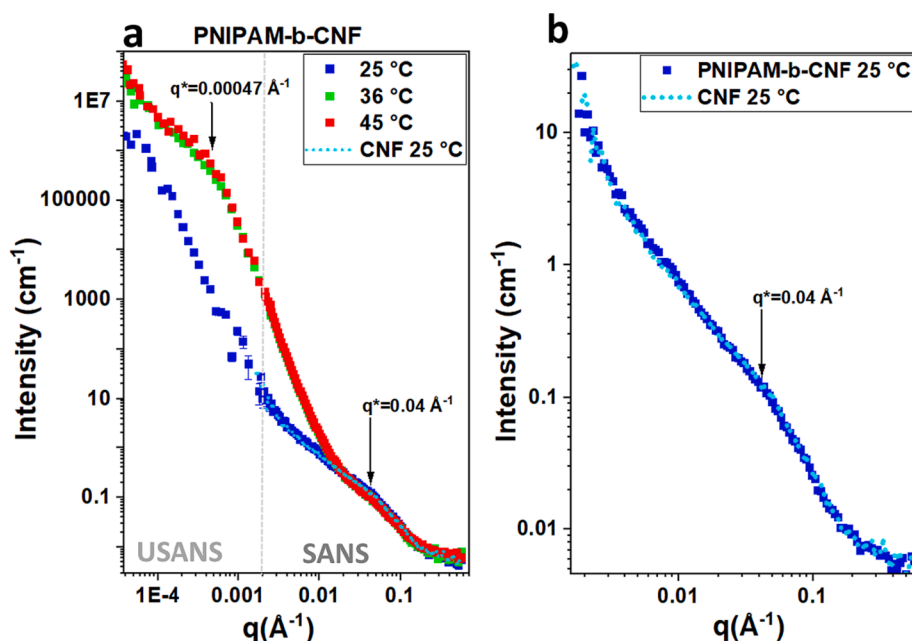 a
PNIPAM-b-CNF
25 °C
36 °C
45 °C
CNF 25 °C
q*=0.00047 Å-1
q*=0.04 Å-1
1E7
100000
1000
10
0.1
Intensity (cm-1)
USANS
SANS
1E-4
0.001
0.01
0.1
q(Å-1)
b
PNIPAM-b-CNF 25 °C
CNF 25 °C
q*=0.04 Å-1
10
1
0.1
0.01
Intensity (cm-1)
0.01
0.1
q(Å-1)